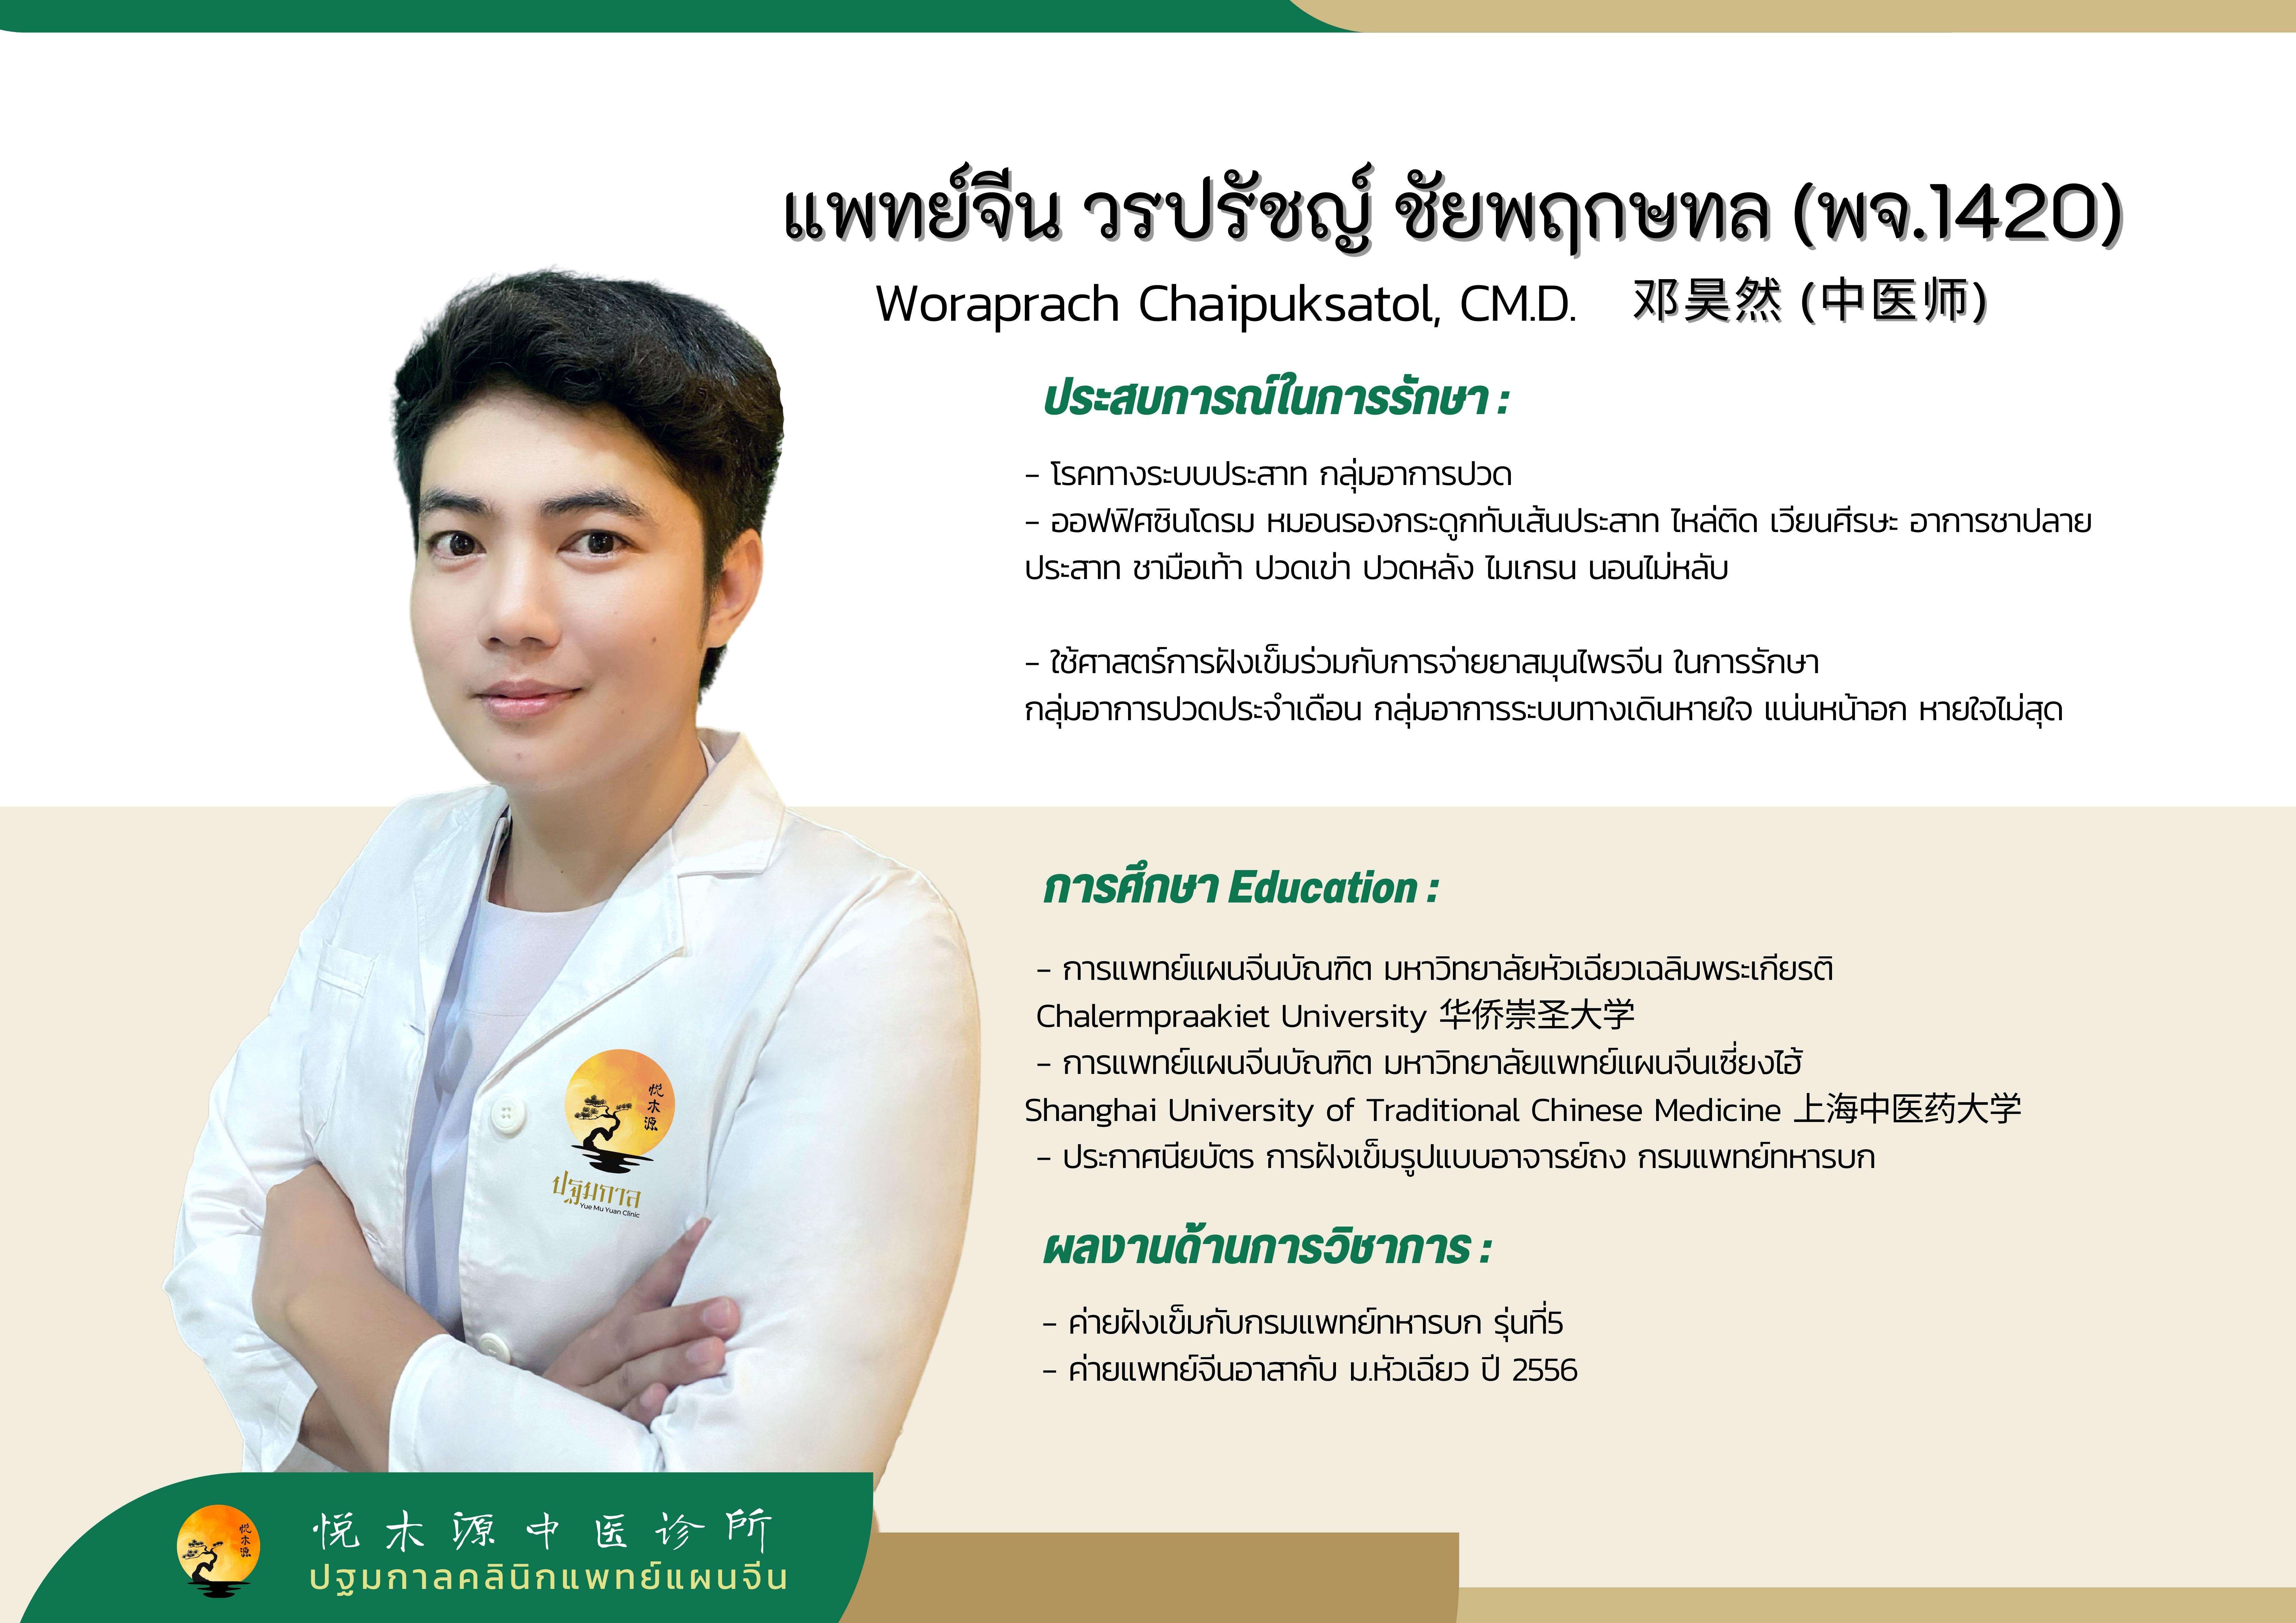 แพทย์จีน วรปรัชญ์ ชัยพฤกษทล (พจ.1420)
Woraprach Chaipuksatol, CM.D. 邓昊然 (中医师)
ประสบการณ์ในการรักษา :
- โรคทางระบบประสาท กลุ่มอาการปวด
- ออฟฟิศซินโดรม หมอนรองกระดูกทับเส้นประสาท ไหล่ติด เวียนศีรษะ อาการชาปลาย
ประสาท ชามือเท้า ปวดเข่า ปวดหลัง ไมเกรน นอนไม่หลับ
- ใช้ศาสตร์การฝังเข็มร่วมกับการจ่ายยาสมุนไพรจีน ในการรักษา
กลุ่มอาการปวดประจำเดือน กลุ่มอาการระบบทางเดินหายใจ แน่นหน้าอก หายใจไม่สุด
การศึกษา Education :
- การแพทย์แผนจีนบัณฑิต มหาวิทยาลัยหัวเฉียวเฉลิมพระเกียรติ
Chalermpraakiet University 华侨崇圣大学
- การแพทย์แผนจีนบัณฑิต มหาวิทยาลัยแพทย์แผนจีนเซี่ยงไฮ้
Shanghai University of Traditional Chinese Medicine 上海中医药大学
- ประกาศนียบัตร การฝังเข็มรูปแบบอาจารย์ถง กรมแพทย์ทหารบก
ผลงานด้านการวิชาการ :
- ค่ายฝังเข็มกับกรมแพทย์ทหารบก รุ่นที่5
- ค่ายแพทย์จีนอาสากับ ม.หัวเฉียว ปี 2556
悦木源
ปฐมกาล
Yue Mu Yuan Clinic
悦木源
悦木源中医诊所
ปฐมกาลคลินิกแพทย์แผนจีน